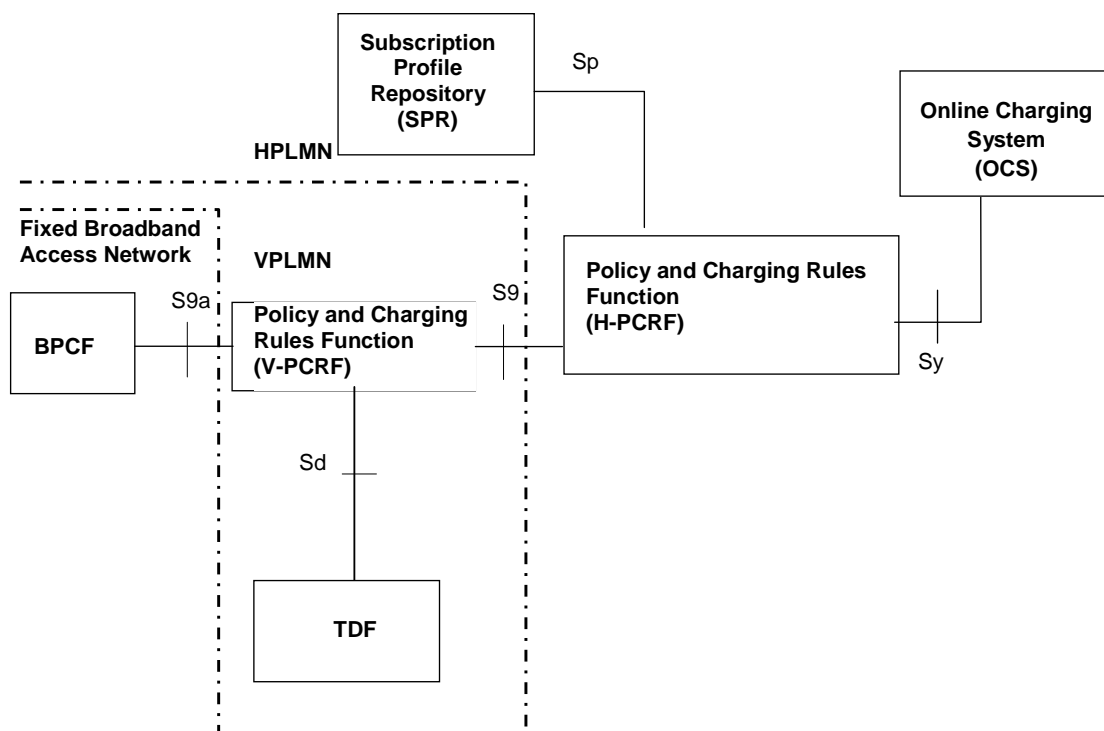 Subscription
Profile
Repository
(SPR)
Sp
Online Charging
System
(OCS)
HPLMN
Fixed Broadband
Access Network
VPLMN
S9a
S9
Policy and Charging Rules
Function
(H-PCRF)
BPCF
Policy and Charging
Rules Function
(V-PCRF)
Sy
Sd
TDF